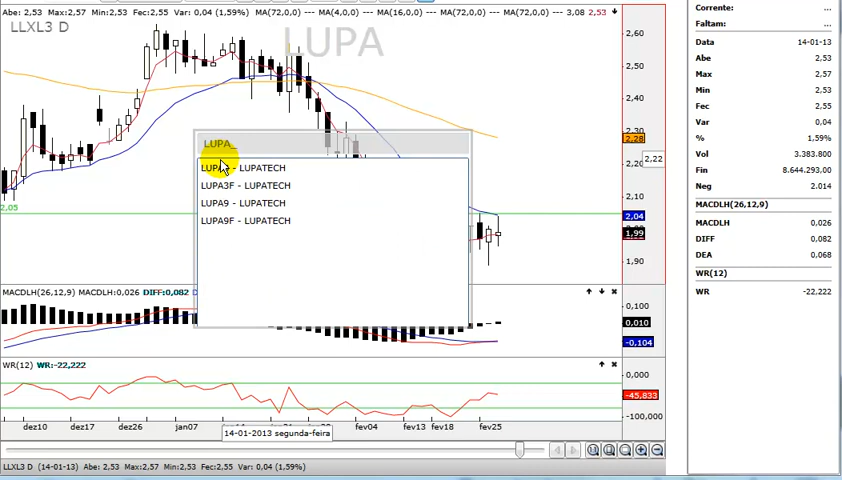 Abe: 2,53 Max:2,57 Min:2,53 Fec:2,55 Var: 0,04 (1,59%) MA(72,0,0) --- MA(4,0,0) --- MA(16,0,0) --- MA(72,0,0) --- MA(72,0,0) --- 3,08 2,53
LLXL3 D
LUPA
2,60
2,50
2,40
2,30
2,28
2,20
2,22
2.05
2,04
1,99
1,90
LUPA_
LUPA3 - LUPATECH
LUPA3F - LUPATECH
LUPA9 - LUPATECH
LUPA9F - LUPATECH
MACDLH(26,12,9) MACDLH:0,026 DIFF:0,082
0,100
0,010
-0,104
WR(12) WR:-22,222
0,000
-45,833
-100,000
dez10 dez17 dez26 jan07 fev04 fev13 fev18 fev25
14-01-2013 segunda-feira
LLXL3 D (14-01-13) Abe: 2,53 Max:2,57 Min:2,53 Fec:2,55 Var: 0,04 (1,59%)
Corrente: ...
Faltam: ...
Data 14-01-13
Abe 2,53
Max 2,57
Min 2,53
Fec 2,55
Var 0,04
% 1,59%
Vol 3.383.800
Fin 8.644.293,00
Neg 2.014
MACDLH(26,12,9)
MACDLH 0,026
DIFF 0,082
DEA 0,068
WR(12)
WR -22,222